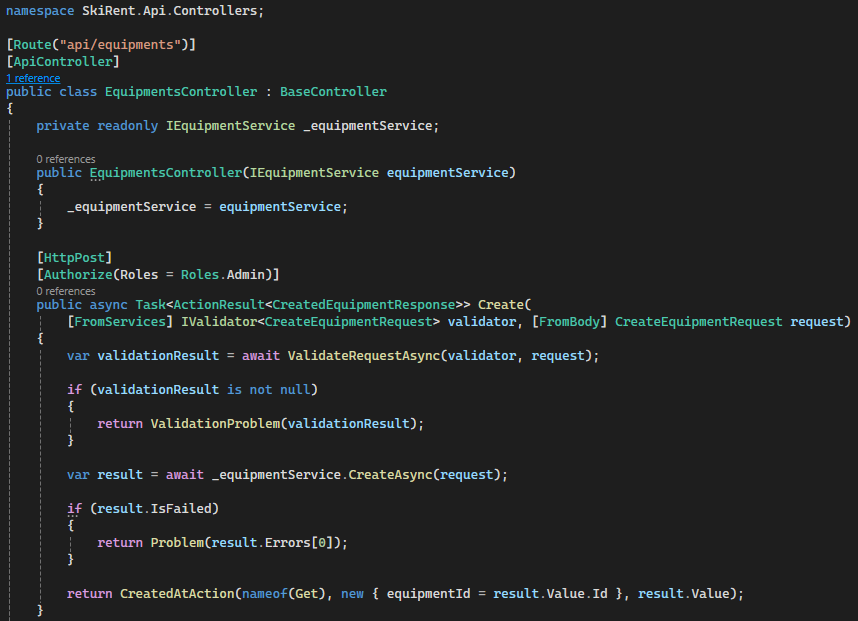 namespace SkiRent.Api.Controllers;
[Route("api/equipments")]
[ApiController]
1 reference
public class EquipmentsController : BaseController
{
    private readonly IEquipmentService _equipmentService;
    0 references
    public EquipmentsController(IEquipmentService equipmentService)
    {
        _equipmentService = equipmentService;
    }
    [HttpPost]
    [Authorize(Roles = Roles.Admin)]
    0 references
    public async Task<ActionResult<CreatedEquipmentResponse>> Create(
        [FromServices] IValidator<CreateEquipmentRequest> validator, [FromBody] CreateEquipmentRequest request)
    {
        var validationResult = await ValidateRequestAsync(validator, request);
        if (validationResult is not null)
        {
            return ValidationProblem(validationResult);
        }
        var result = await _equipmentService.CreateAsync(request);
        if (result.IsFailed)
        {
            return Problem(result.Errors[0]);
        }
        return CreatedAtAction(nameof(Get), new { equipmentId = result.Value.Id }, result.Value);
    }